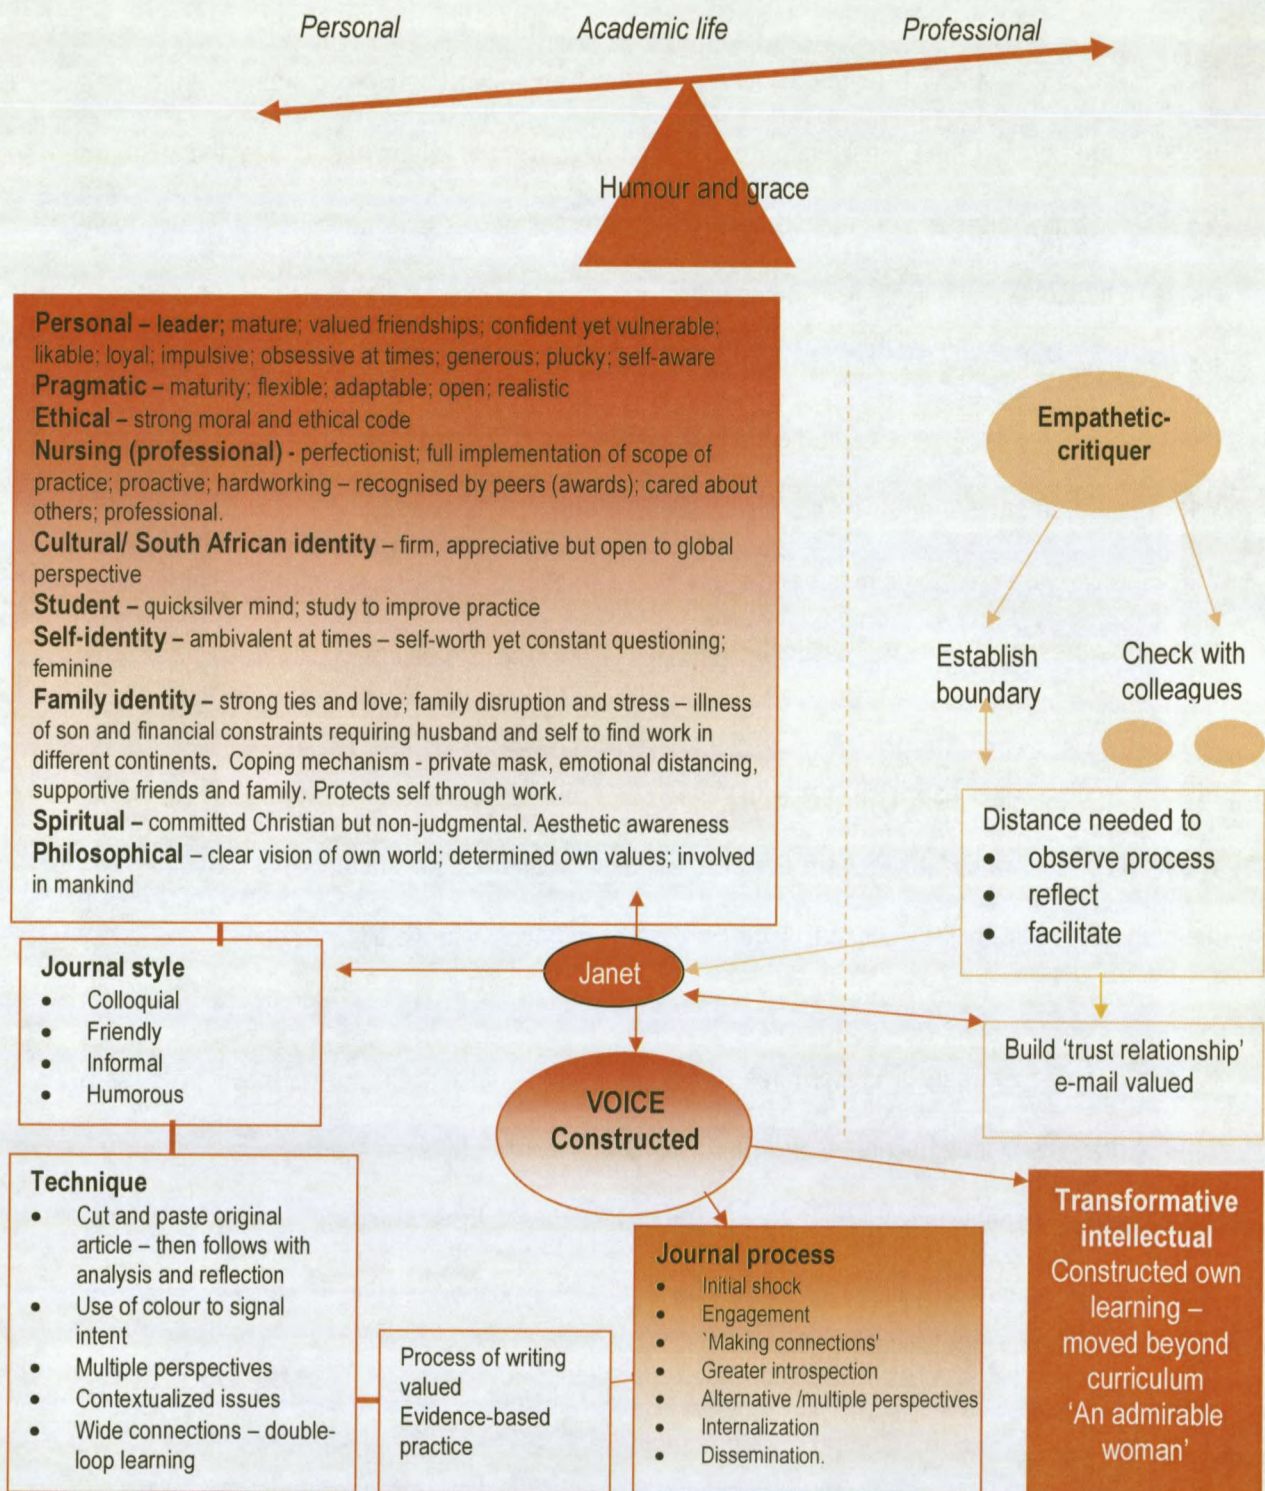 Personal Academic life Professional
Humour and grace
Personal – leader; mature; valued friendships; confident yet vulnerable;
likable; loyal; impulsive; obsessive at times; generous; plucky; self-aware
Pragmatic – maturity; flexible; adaptable; open; realistic
Ethical – strong moral and ethical code
Nursing (professional) - perfectionist; full implementation of scope of
practice; proactive; hardworking – recognised by peers (awards); cared about
others; professional.
Cultural/ South African identity – firm, appreciative but open to global
perspective
Student – quicksilver mind; study to improve practice
Self-identity – ambivalent at times – self-worth yet constant questioning;
feminine
Family identity – strong ties and love; family disruption and stress – illness
of son and financial constraints requiring husband and self to find work in
different continents. Coping mechanism - private mask, emotional distancing,
supportive friends and family. Protects self through work.
Spiritual – committed Christian but non-judgmental. Aesthetic awareness
Philosophical – clear vision of own world; determined own values; involved
in mankind
Empathetic-
critiquer
Establish
boundary
Check with
colleagues
Distance needed to
• observe process
• reflect
• facilitate
Janet
Build ‘trust relationship’
e-mail valued
Journal style
• Colloquial
• Friendly
• Informal
• Humorous
VOICE
Constructed
Technique
• Cut and paste original
article – then follows with
analysis and reflection
• Use of colour to signal
intent
• Multiple perspectives
• Contextualized issues
• Wide connections – double-
loop learning
Process of writing
valued
Evidence-based
practice
Journal process
• Initial shock
• Engagement
• `Making connections'
• Greater introspection
• Alternative /multiple perspectives
• Internalization
• Dissemination.
Transformative
intellectual
Constructed own
learning –
moved beyond
curriculum
‘An admirable
woman’